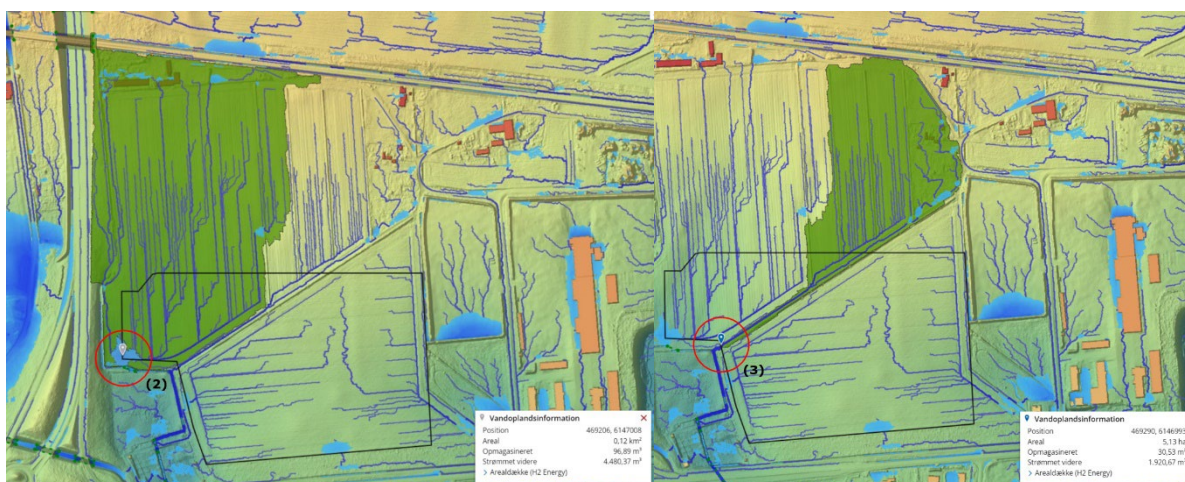 (2)
Vandoplandsinformation
Position 469206, 6147008
Areal 0,12 km²
Opmagasineret 96,89 m³
Strømmet videre 4.480,37 m³
> Arealdække (H2 Energy)
(3)
Vandoplandsinformation
Position 469290, 6146993
Areal 5,13 ha
Opmagasineret 30,53 m³
Strømmet videre 1.920,67 m³
> Arealdække (H2 Energy)